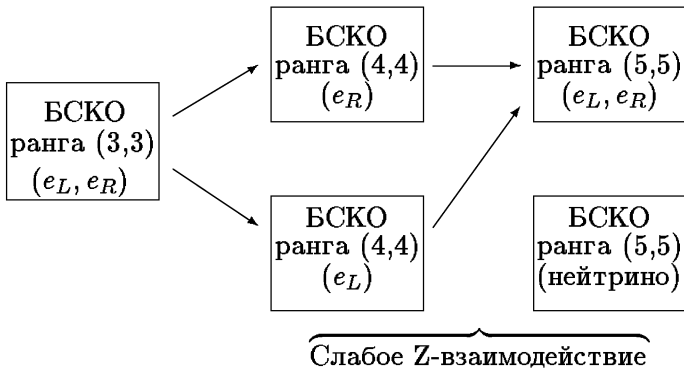 БСКО
ранга (3,3)
(e_L, e_R)
БСКО
ранга (4,4)
(e_R)
БСКО
ранга (4,4)
(e_L)
БСКО
ранга (5,5)
(e_L, e_R)
БСКО
ранга (5,5)
(нейтрино)
Слабое Z-взаимодействие